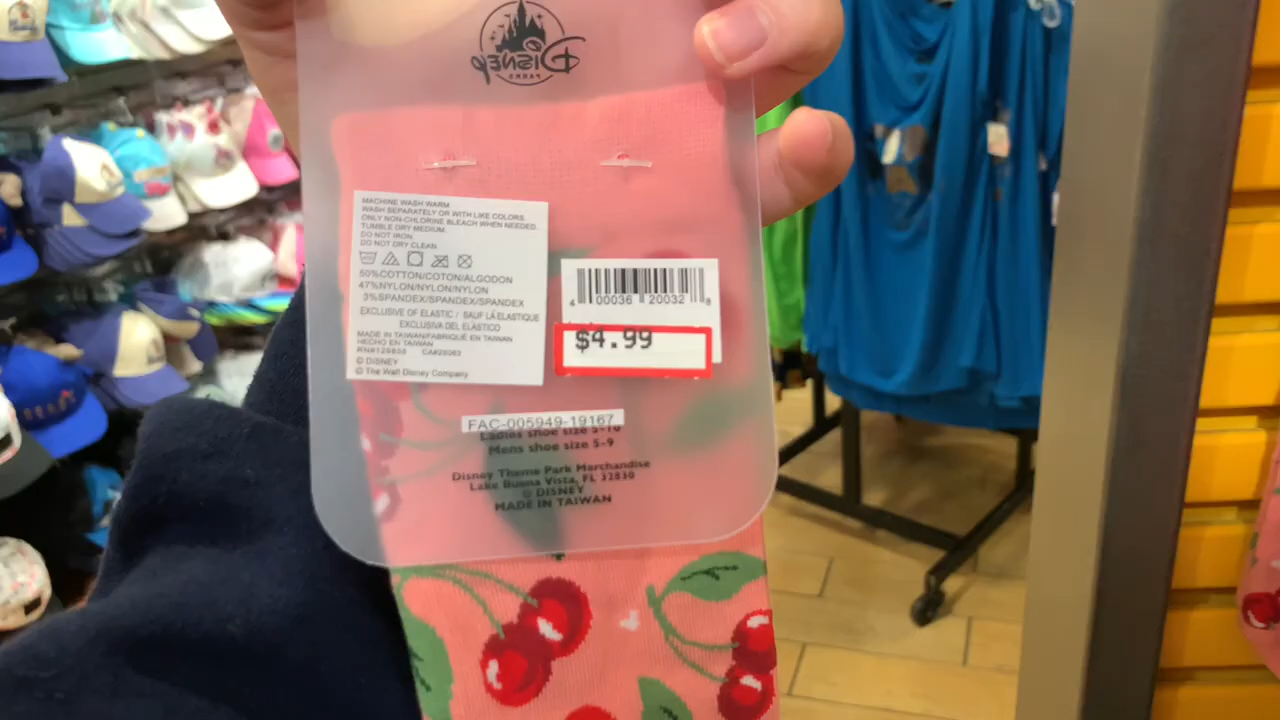 Disney
PARKS
MACHINE WASH WARM
WASH SEPARATELY OR WITH LIKE COLORS.
ONLY NON-CHLORINE BLEACH WHEN NEEDED.
TUMBLE DRY MEDIUM.
DO NOT IRON.
DO NOT DRY CLEAN.
50%COTTON/COTON/ALGODON
47%NYLON/NYLON/NYLON
3%SPANDEX/SPANDEX/SPANDEX
EXCLUSIVE OF ELASTIC / SAUF LÁ ELASTIQUE
EXCLUSIVA DEL ELASTICO
MADE IN TAIWAN/FABRIQUÉ EN TAIWAN
HECHO EN TAIWAN
© DISNEY
© The Walt Disney Company
4 00036 20032 8
$4.99
FAC-005949-19167
Ladies shoe size 5-10
Mens shoe size 5-9
Disney Theme Park Merchandise
Lake Buena Vista, FL 32830
© DISNEY
MADE IN TAIWAN